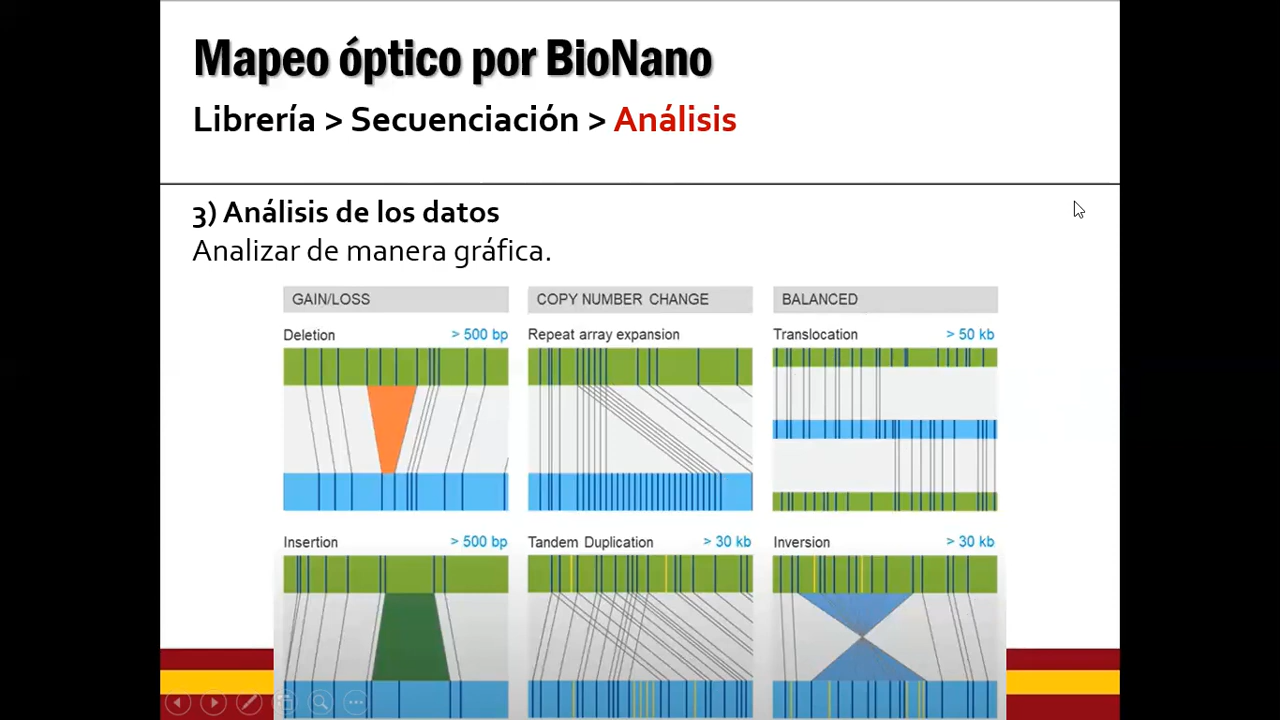 Mapeo óptico por BioNano
Librería > Secuenciación > Análisis
3) Análisis de los datos
Analizar de manera gráfica.
GAIN/LOSS
COPY NUMBER CHANGE
BALANCED
Deletion > 500 bp
Repeat array expansion
Translocation > 50 kb
Insertion > 500 bp
Tandem Duplication > 30 kb
Inversion > 30 kb